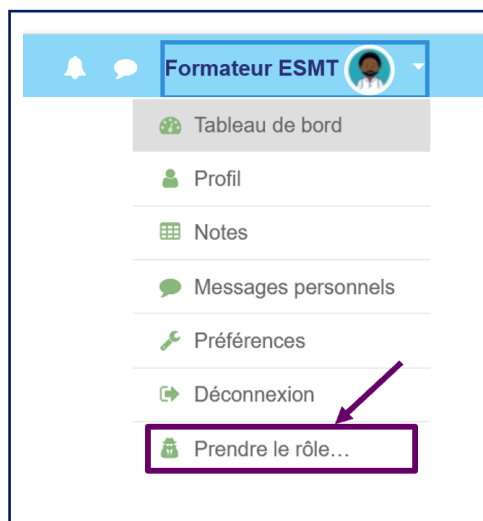 Formateur ESMT
Tableau de bord
Profil
Notes
Messages personnels
Préférences
Déconnexion
Prendre le rôle...